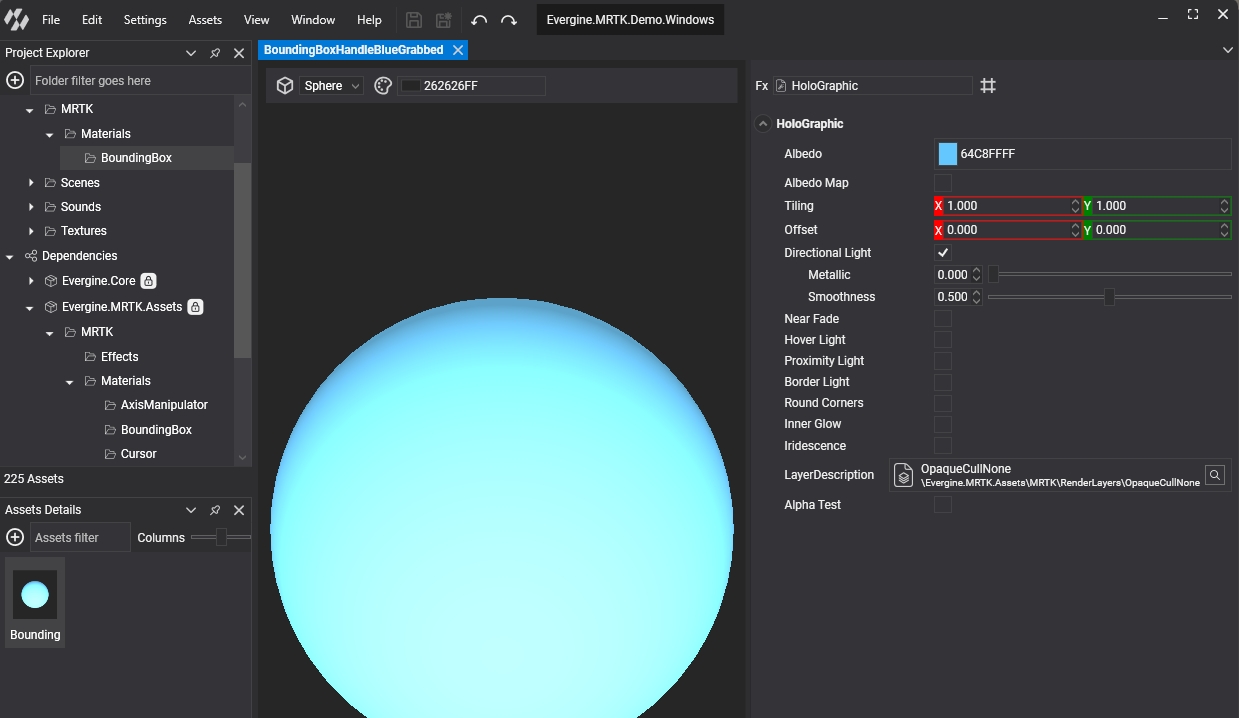 File Edit Settings Assets View Window Help Evergine.MRTK.Demo.Windows
Project Explorer
Folder filter goes here
MRTK
Materials
BoundingBox
Scenes
Sounds
Textures
Dependencies
Evergine.Core
Evergine.MRTK.Assets
MRTK
Effects
Materials
AxisManipulator
BoundingBox
Cursor
225 Assets
Assets Details
Assets filter Columns
Bounding
BoundingBoxHandleBlueGrabbed
Sphere 262626FF
Fx HoloGraphic
HoloGraphic
Albedo 64C8FFFF
Albedo Map
Tiling X 1.000 Y 1.000
Offset X 0.000 Y 0.000
Directional Light
Metallic 0.000
Smoothness 0.500
Near Fade
Hover Light
Proximity Light
Border Light
Round Corners
Inner Glow
Iridescence
LayerDescription OpaqueCullNone
\Evergine.MRTK.Assets\MRTK\RenderLayers\OpaqueCullNone
Alpha Test